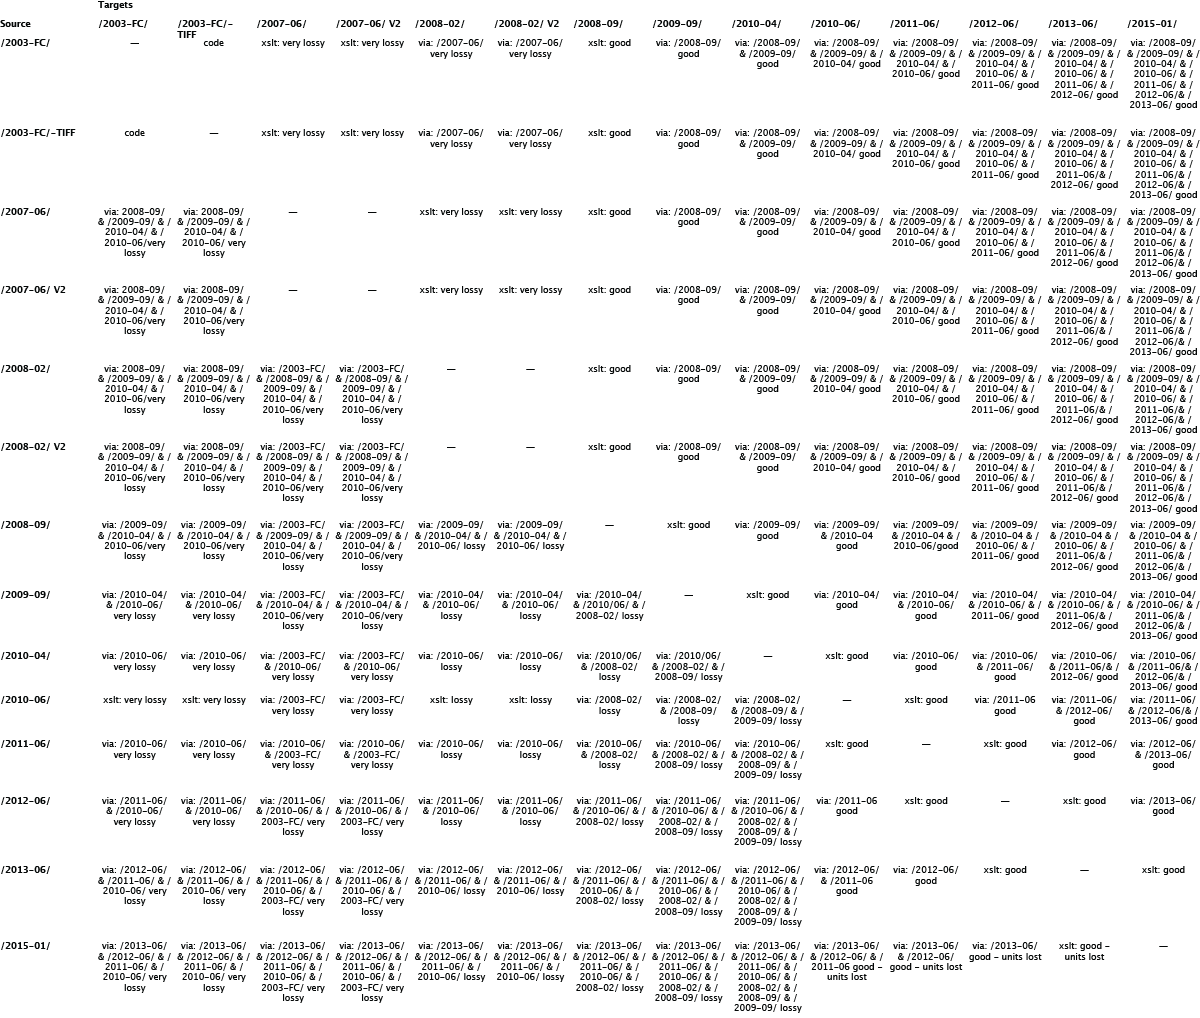 Targets
Source
/2003-FC/
/2003-FC/-TIFF
/2007-06/
/2007-06/ V2
/2008-02/
/2008-02/ V2
/2008-09/
/2009-09/
/2010-04/
/2010-06/
/2011-06/
/2012-06/
/2013-06/
/2015-01/
/2003-FC/
—
code
xslt: very lossy
xslt: very lossy
via: /2007-06/ very lossy
via: /2007-06/ very lossy
xslt: good
via: /2008-09/ good
via: /2008-09/ & /2009-09/ good
via: /2008-09/ & /2009-09/ & / 2010-04/ good
via: /2008-09/ & /2009-09/ & / 2010-04/ & / 2010-06/ good
via: /2008-09/ & /2009-09/ & / 2010-04/ & / 2010-06/ & / 2011-06/ good
via: /2008-09/ & /2009-09/ & / 2010-04/ & / 2010-06/ & / 2011-06/& / 2012-06/ good
via: /2008-09/ & /2009-09/ & / 2010-04/ & / 2010-06/ & / 2011-06/ & / 2012-06/& / 2013-06/ good
/2003-FC/-TIFF
code
—
xslt: very lossy
xslt: very lossy
via: /2007-06/ very lossy
via: /2007-06/ very lossy
xslt: good
via: /2008-09/ good
via: /2008-09/ & /2009-09/ good
via: /2008-09/ & /2009-09/ & / 2010-04/ good
via: /2008-09/ & /2009-09/ & / 2010-04/ & / 2010-06/ good
via: /2008-09/ & /2009-09/ & / 2010-04/ & / 2010-06/ & / 2011-06/ good
via: /2008-09/ & /2009-09/ & / 2010-04/ & / 2010-06/ & / 2011-06/& / 2012-06/ good
via: /2008-09/ & /2009-09/ & / 2010-04/ & / 2010-06/ & / 2011-06/& / 2012-06/& / 2013-06/ good
/2007-06/
via: 2008-09/ & /2009-09/ & / 2010-04/ & / 2010-06/very lossy
via: 2008-09/ & /2009-09/ & / 2010-04/ & / 2010-06/ very lossy
—
—
xslt: very lossy
xslt: very lossy
xslt: good
via: /2008-09/ good
via: /2008-09/ & /2009-09/ good
via: /2008-09/ & /2009-09/ & / 2010-04/ good
via: /2008-09/ & /2009-09/ & / 2010-04/ & / 2010-06/ good
via: /2008-09/ & /2009-09/ & / 2010-04/ & / 2010-06/ & / 2011-06/ good
via: /2008-09/ & /2009-09/ & / 2010-04/ & / 2010-06/ & / 2011-06/& / 2012-06/ good
via: /2008-09/ & /2009-09/ & / 2010-04/ & / 2010-06/ & / 2011-06/& / 2012-06/& / 2013-06/ good
/2007-06/ V2
via: 2008-09/ & /2009-09/ & / 2010-04/ & / 2010-06/very lossy
via: 2008-09/ & /2009-09/ & / 2010-04/ & / 2010-06/very lossy
—
—
xslt: very lossy
xslt: very lossy
xslt: good
via: /2008-09/ good
via: /2008-09/ & /2009-09/ good
via: /2008-09/ & /2009-09/ & / 2010-04/ good
via: /2008-09/ & /2009-09/ & / 2010-04/ & / 2010-06/ good
via: /2008-09/ & /2009-09/ & / 2010-04/ & / 2010-06/ & / 2011-06/ good
via: /2008-09/ & /2009-09/ & / 2010-04/ & / 2010-06/ & / 2011-06/& / 2012-06/ good
via: /2008-09/ & /2009-09/ & / 2010-04/ & / 2010-06/ & / 2011-06/& / 2012-06/& / 2013-06/ good
/2008-02/
via: 2008-09/ & /2009-09/ & / 2010-04/ & / 2010-06/very lossy
via: 2008-09/ & /2009-09/ & / 2010-04/ & / 2010-06/very lossy
via: /2003-FC/ & /2008-09/ & / 2009-09/ & / 2010-04/ & / 2010-06/very lossy
via: /2003-FC/ & /2008-09/ & / 2009-09/ & / 2010-04/ & / 2010-06/very lossy
—
—
xslt: good
via: /2008-09/ good
via: /2008-09/ & /2009-09/ good
via: /2008-09/ & /2009-09/ & / 2010-04/ good
via: /2008-09/ & /2009-09/ & / 2010-04/ & / 2010-06/ good
via: /2008-09/ & /2009-09/ & / 2010-04/ & / 2010-06/ & / 2011-06/ good
via: /2008-09/ & /2009-09/ & / 2010-04/ & / 2010-06/ & / 2011-06/& / 2012-06/ good
via: /2008-09/ & /2009-09/ & / 2010-04/ & / 2010-06/ & / 2011-06/& / 2012-06/& / 2013-06/ good
/2008-02/ V2
via: 2008-09/ & /2009-09/ & / 2010-04/ & / 2010-06/very lossy
via: 2008-09/ & /2009-09/ & / 2010-04/ & / 2010-06/very lossy
via: /2003-FC/ & /2008-09/ & / 2009-09/ & / 2010-04/ & / 2010-06/very lossy
via: /2003-FC/ & /2008-09/ & / 2009-09/ & / 2010-04/ & / 2010-06/very lossy
—
—
xslt: good
via: /2008-09/ good
via: /2008-09/ & /2009-09/ good
via: /2008-09/ & /2009-09/ & / 2010-04/ good
via: /2008-09/ & /2009-09/ & / 2010-04/ & / 2010-06/ good
via: /2008-09/ & /2009-09/ & / 2010-04/ & / 2010-06/ & / 2011-06/ good
via: /2008-09/ & /2009-09/ & / 2010-04/ & / 2010-06/ & / 2011-06/& / 2012-06/ good
via: /2008-09/ & /2009-09/ & / 2010-04/ & / 2010-06/ & / 2011-06/& / 2012-06/& / 2013-06/ good
/2008-09/
via: /2009-09/ & /2010-04/ & / 2010-06/very lossy
via: /2009-09/ & /2010-04/ & / 2010-06/very lossy
via: /2003-FC/ & /2009-09/ & / 2010-04/ & / 2010-06/very lossy
via: /2003-FC/ & /2009-09/ & / 2010-04/ & / 2010-06/very lossy
via: /2009-09/ & /2010-04/ & / 2010-06/ lossy
via: /2009-09/ & /2010-04/ & / 2010-06/ lossy
—
xslt: good
via: /2009-09/ good
via: /2009-09/ & /2010-04 good
via: /2009-09/ & /2010-04 & / 2010-06/good
via: /2009-09/ & /2010-04 & / 2010-06/ & / 2011-06/ good
via: /2009-09/ & /2010-04 & / 2010-06/ & / 2011-06/& / 2012-06/ good
via: /2009-09/ & /2010-04 & / 2010-06/ & / 2011-06/& / 2012-06/& / 2013-06/ good
/2009-09/
via: /2010-04/ & /2010-06/ very lossy
via: /2010-04/ & /2010-06/ very lossy
via: /2003-FC/ & /2010-04/ & / 2010-06/very lossy
via: /2003-FC/ & /2010-04/ & / 2010-06/very lossy
via: /2010-04/ & /2010-06/ lossy
via: /2010-04/ & /2010-06/ lossy
via: /2010-04/ & /2010/06/ & / 2008-02/ lossy
—
xslt: good
via: /2010-04/ good
via: /2010-04/ & /2010-06/ good
via: /2010-04/ & /2010-06/ & / 2011-06/ good
via: /2010-04/ & /2010-06/ & / 2011-06/& / 2012-06/ good
via: /2010-04/ & /2010-06/ & / 2011-06/& / 2012-06/& / 2013-06/ good
/2010-04/
via: /2010-06/ very lossy
via: /2010-06/ very lossy
via: /2003-FC/ & /2010-06/ very lossy
via: /2003-FC/ & /2010-06/ very lossy
via: /2010-06/ lossy
via: /2010-06/ lossy
via: /2010/06/ & /2008-02/ lossy
via: /2010/06/ & /2008-02/ & / 2008-09/ lossy
—
xslt: good
via: /2010-06/ good
via: /2010-06/ & /2011-06/ good
via: /2010-06/ & /2011-06/& / 2012-06/ good
via: /2010-06/ & /2011-06/& / 2012-06/& / 2013-06/ good
/2010-06/
xslt: very lossy
xslt: very lossy
via: /2003-FC/ very lossy
via: /2003-FC/ very lossy
xslt: lossy
xslt: lossy
via: /2008-02/ lossy
via: /2008-02/ & /2008-09/ lossy
via: /2008-02/ & /2008-09/ & / 2009-09/ lossy
—
xslt: good
via: /2011-06 good
via: /2011-06/ & /2012-06/ good
via: /2011-06/ & /2012-06/& / 2013-06/ good
/2011-06/
via: /2010-06/ very lossy
via: /2010-06/ very lossy
via: /2010-06/ & /2003-FC/ very lossy
via: /2010-06/ & /2003-FC/ very lossy
via: /2010-06/ lossy
via: /2010-06/ lossy
via: /2010-06/ & /2008-02/ lossy
via: /2010-06/ & /2008-02/ & / 2008-09/ lossy
via: /2010-06/ & /2008-02/ & / 2008-09/ & / 2009-09/ lossy
xslt: good
—
xslt: good
via: /2012-06/ good
via: /2012-06/ & /2013-06/ good
/2012-06/
via: /2011-06/ & /2010-06/ very lossy
via: /2011-06/ & /2010-06/ very lossy
via: /2011-06/ & /2010-06/ & / 2003-FC/ very lossy
via: /2011-06/ & /2010-06/ & / 2003-FC/ very lossy
via: /2011-06/ & /2010-06/ lossy
via: /2011-06/ & /2010-06/ lossy
via: /2011-06/ & /2010-06/ & / 2008-02/ lossy
via: /2011-06/ & /2010-06/ & / 2008-02/ & / 2008-09/ lossy
via: /2011-06/ & /2010-06/ & / 2008-02/ & / 2008-09/ & / 2009-09/ lossy
via: /2011-06 good
xslt: good
—
xslt: good
via: /2013-06/ good
/2013-06/
via: /2012-06/ & /2011-06/ & / 2010-06/ very lossy
via: /2012-06/ & /2011-06/ & / 2010-06/ very lossy
via: /2012-06/ & /2011-06/ & / 2010-06/ & / 2003-FC/ very lossy
via: /2012-06/ & /2011-06/ & / 2010-06/ & / 2003-FC/ very lossy
via: /2012-06/ & /2011-06/ & / 2010-06/ lossy
via: /2012-06/ & /2011-06/ & / 2010-06/ lossy
via: /2012-06/ & /2011-06/ & / 2010-06/ & / 2008-02/ lossy
via: /2012-06/ & /2011-06/ & / 2010-06/ & / 2008-02/ & / 2008-09/ lossy
via: /2012-06/ & /2011-06/ & / 2010-06/ & / 2008-02/ & / 2008-09/ & / 2009-09/ lossy
via: /2012-06/ & /2011-06 good
via: /2012-06/ good
xslt: good
—
xslt: good
/2015-01/
via: /2013-06/ & /2012-06/ & / 2011-06/ & / 2010-06/ very lossy
via: /2013-06/ & /2012-06/ & / 2011-06/ & / 2010-06/ very lossy
via: /2013-06/ & /2012-06/ & / 2011-06/ & / 2010-06/ & / 2003-FC/ very lossy
via: /2013-06/ & /2012-06/ & / 2011-06/ & / 2010-06/ & / 2003-FC/ very lossy
via: /2013-06/ & /2012-06/ & / 2011-06/ & / 2010-06/ lossy
via: /2013-06/ & /2012-06/ & / 2011-06/ & / 2010-06/ lossy
via: /2013-06/ & /2012-06/ & / 2011-06/ & / 2010-06/ & / 2008-02/ lossy
via: /2013-06/ & /2012-06/ & / 2011-06/ & / 2010-06/ & / 2008-02/ & / 2008-09/ lossy
via: /2013-06/ & /2012-06/ & / 2011-06/ & / 2010-06/ & / 2008-02/ & / 2008-09/ & / 2009-09/ lossy
via: /2013-06/ & /2012-06/ & / 2011-06 good - units lost
via: /2013-06/ & /2012-06/ good - units lost
via: /2013-06/ good - units lost
xslt: good - units lost
—